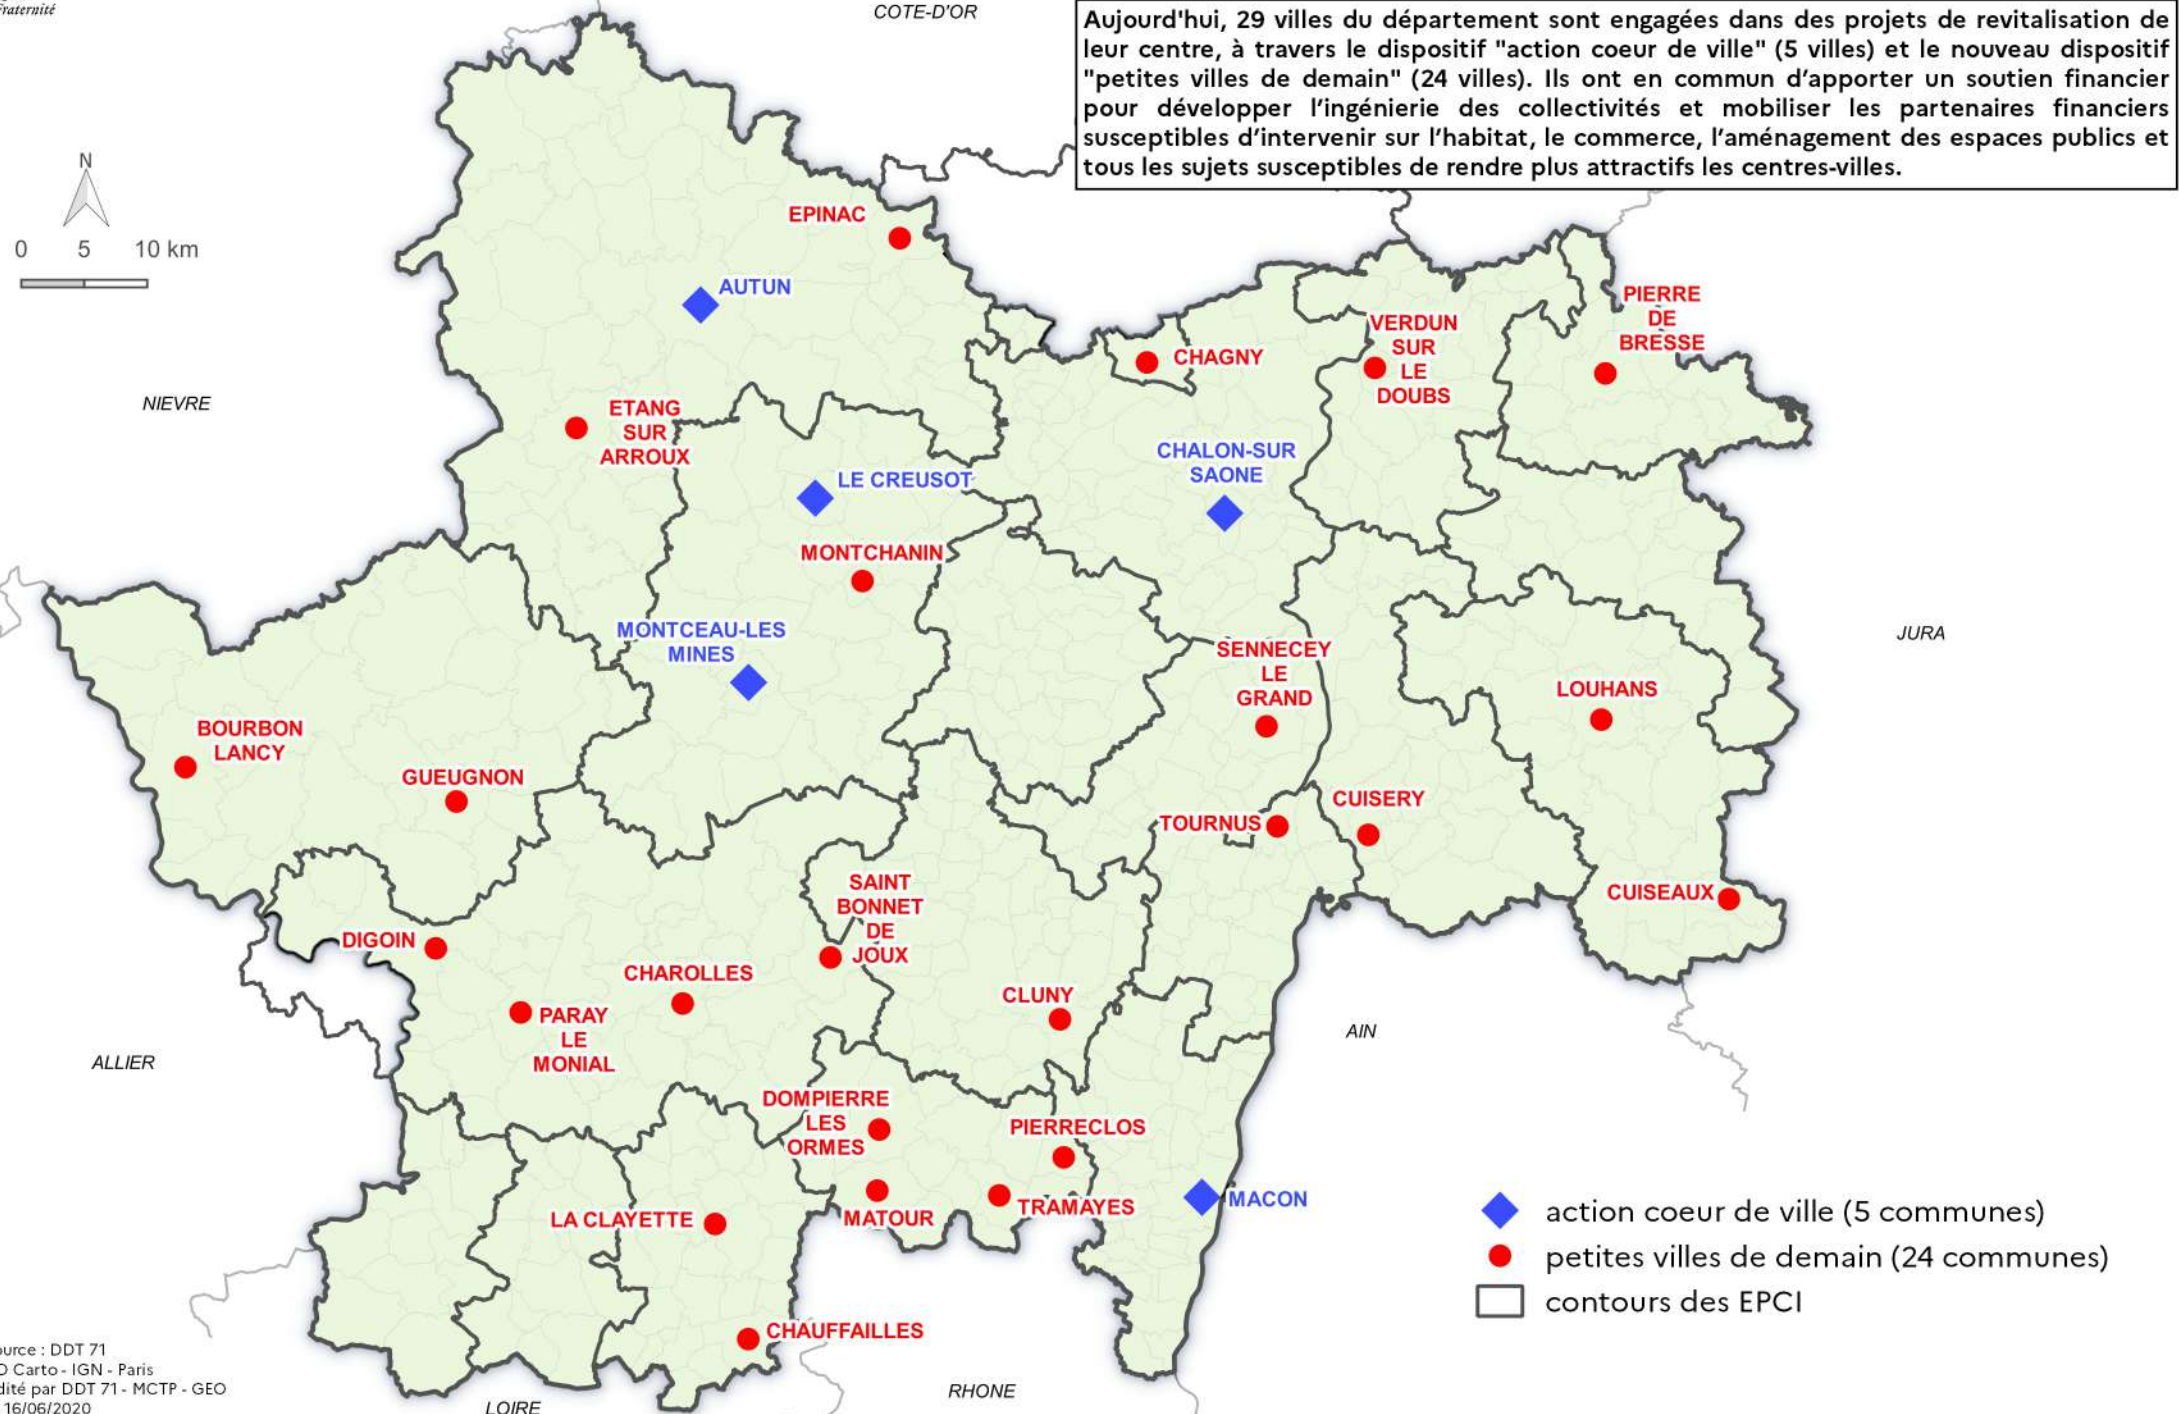 Fraternité
COTE-D'OR
Aujourd'hui, 29 villes du département sont engagées dans des projets de revitalisation de
leur centre, à travers le dispositif "action coeur de ville" (5 villes) et le nouveau dispositif
"petites villes de demain" (24 villes). Ils ont en commun d'apporter un soutien financier
pour développer l'ingénierie des collectivités et mobiliser les partenaires financiers
susceptibles d'intervenir sur l'habitat, le commerce, l'aménagement des espaces publics et
tous les sujets susceptibles de rendre plus attractifs les centres-villes.
N
0 5 10 km
EPINAC
AUTUN
PIERRE
DE
BRESSE
VERDUN
SUR
LE
DOUBS
CHAGNY
NIEVRE
ETANG
SUR
ARROUX
CHALON-SUR
SAONE
LE CREUSOT
MONTCHANIN
MONTCEAU-LES
MINES
JURA
SENNECEY
LE
GRAND
LOUHANS
BOURBON
LANCY
GUEUGNON
CUISERY
TOURNUS
SAINT
BONNET
DE
JOUX
CUISEAUX
DIGOIN
CHAROLLES
CLUNY
PARAY
LE
MONIAL
AIN
ALLIER
DOMPIERRE
LES
ORMES
PIERRECLOS
MACON
TRAMAYES
MATOUR
LA CLAYETTE
action coeur de ville (5 communes)
petites villes de demain (24 communes)
contours des EPCI
CHAUFFAILLES
RHONE
LOIRE
ource : DDT 71
D Carto - IGN - Paris
dité par DDT 71 - MCTP - GEO
16/06/2020